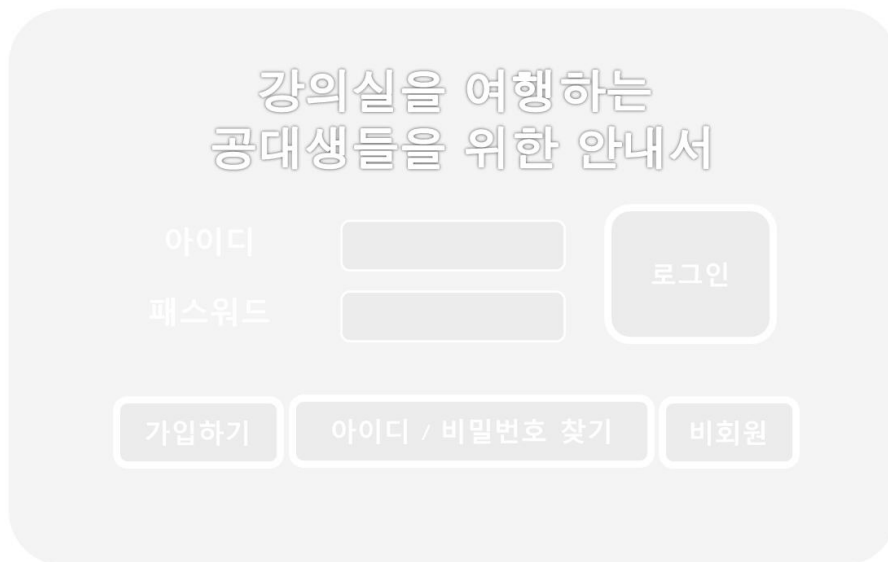 강의실을 여행하는
공대생들을 위한 안내서
아이디
로그인
패스워드
가입하기
아이디 / 비밀번호 찾기
비회원